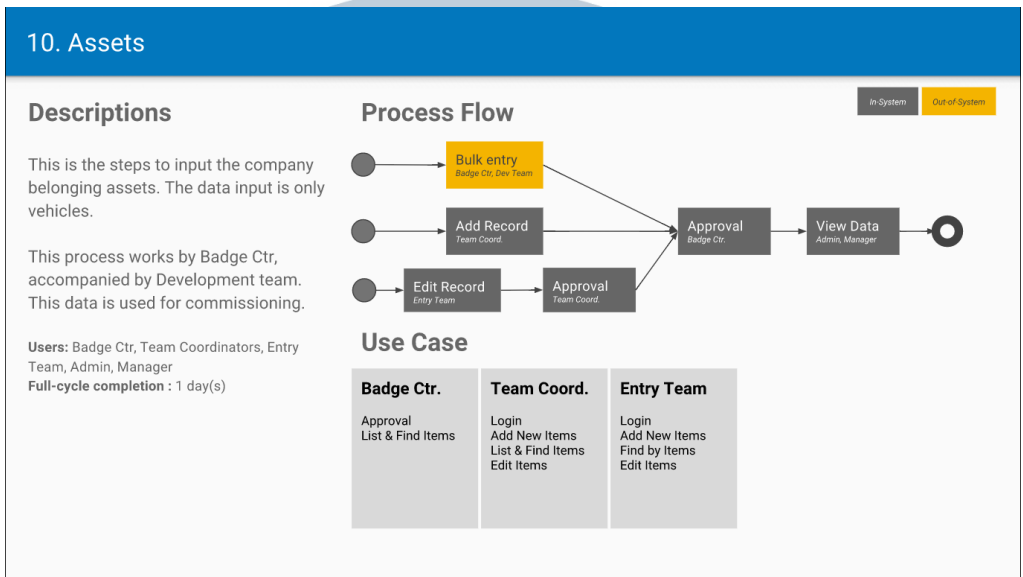 10. Assets
Descriptions
This is the steps to input the company
belonging assets. The data input is only
vehicles.
This process works by Badge Ctr,
accompanied by Development team.
This data is used for commissioning.
Users: Badge Ctr, Team Coordinators, Entry
Team, Admin, Manager
Full-cycle completion : 1 day(s)
Process Flow
In-System
Out-of-System
Bulk entry
Badge Ctr, Dev Team
Add Record
Team Coord.
Approval
Badge Ctr.
View Data
Admin, Manager
Edit Record
Entry Team
Approval
Team Coord.
Use Case
Badge Ctr.
Approval
List & Find Items
Team Coord.
Login
Add New Items
List & Find Items
Edit Items
Entry Team
Login
Add New Items
Find by Items
Edit Items